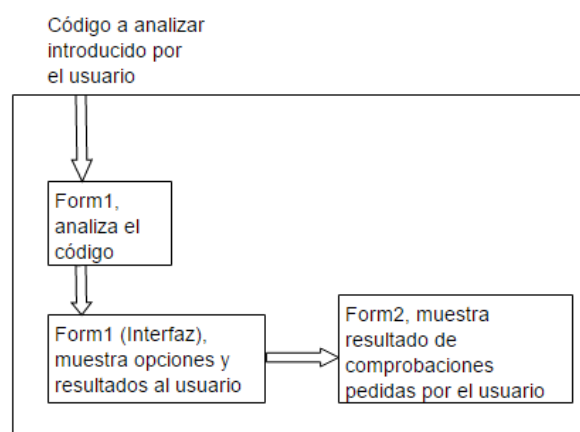 Código a analizar
introducido por
el usuario
Form1,
analiza el
código
Form1 (Interfaz),
muestra opciones y
resultados al usuario
Form2, muestra
resultado de
comprobaciones
pedidas por el usuario